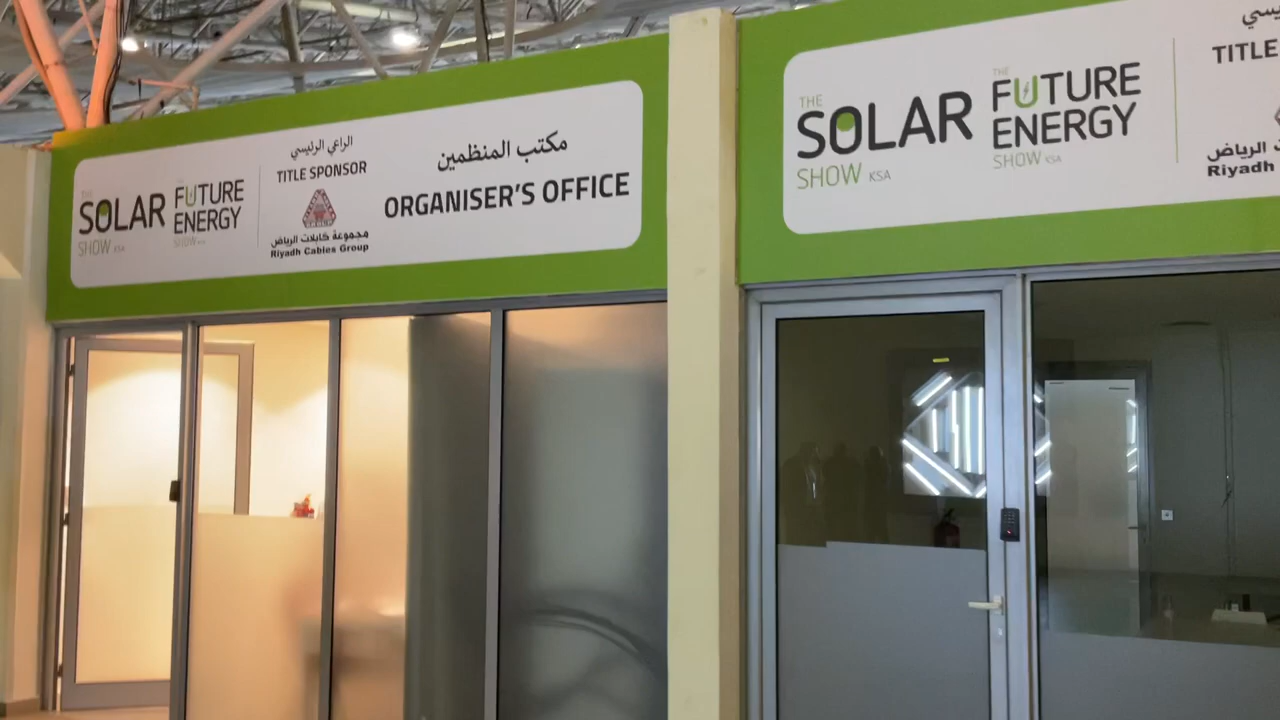 THE
SOLAR
SHOW KSA
THE
FUTURE
ENERGY
SHOW KSA
الراعي الرئيسي
TITLE SPONSOR
مجموعة كابلات الرياض
Riyadh Cables Group
مكتب المنظمين
ORGANISER'S OFFICE
THE
SOLAR
SHOW KSA
THE
FUTURE
ENERGY
SHOW KSA
TITLE
الرياض
Riyadh